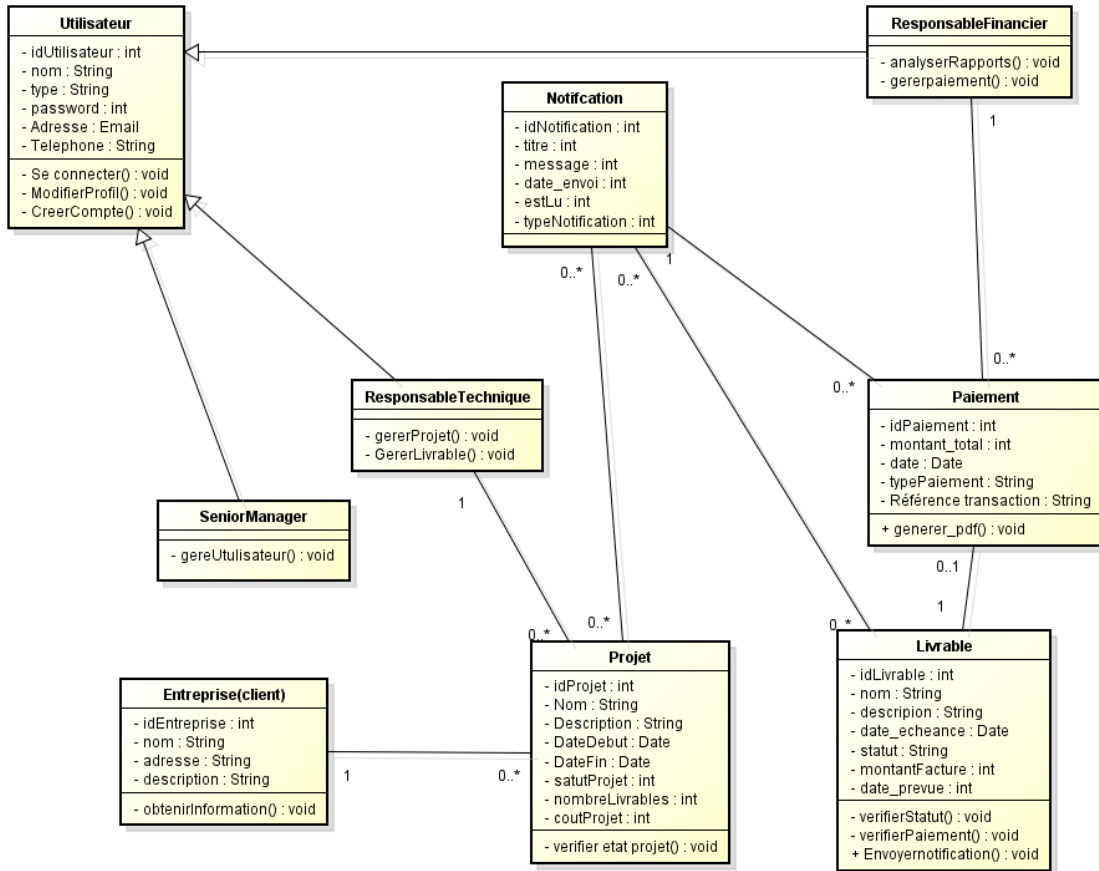 Utilisateur
- idUtilisateur : int
- nom : String
- type : String
- password : int
- Adresse : Email
- Telephone : String
- Se connecter() : void
- ModifierProfil() : void
- CreerCompte() : void
ResponsableFinancier
- analyserRapports() : void
- gererpaiement() : void
1
0..*
Notifcation
- idNotification : int
- titre : int
- message : int
- date_envoi : int
- estLu : int
- typeNotification : int
0..*
0..*
1
0..*
ResponsableTechnique
- gererProjet() : void
- GererLivrable() : void
1
0..*
Paiement
- idPaiement : int
- montant_total : int
- date : Date
- typePaiement : String
- Référence transaction : String
+ generer_pdf() : void
0..1
1
SeniorManager
- gereUtulisateur() : void
0..*
0..*
Entreprise(client)
- idEntreprise : int
- nom : String
- adresse : String
- description : String
- obtenirInformation() : void
1
0..*
Projet
- idProjet : int
- Nom : String
- Description : String
- DateDebut : Date
- DateFin : Date
- satutProjet : int
- nombreLivrables : int
- coutProjet : int
- verifier etat projet() : void
Livrable
- idLivrable : int
- nom : String
- descripion : String
- date_echeance : Date
- statut : String
- montantFacture : int
- date_prevue : int
- verifierStatut() : void
- verifierPaiement() : void
+ Envoyernotification() : void